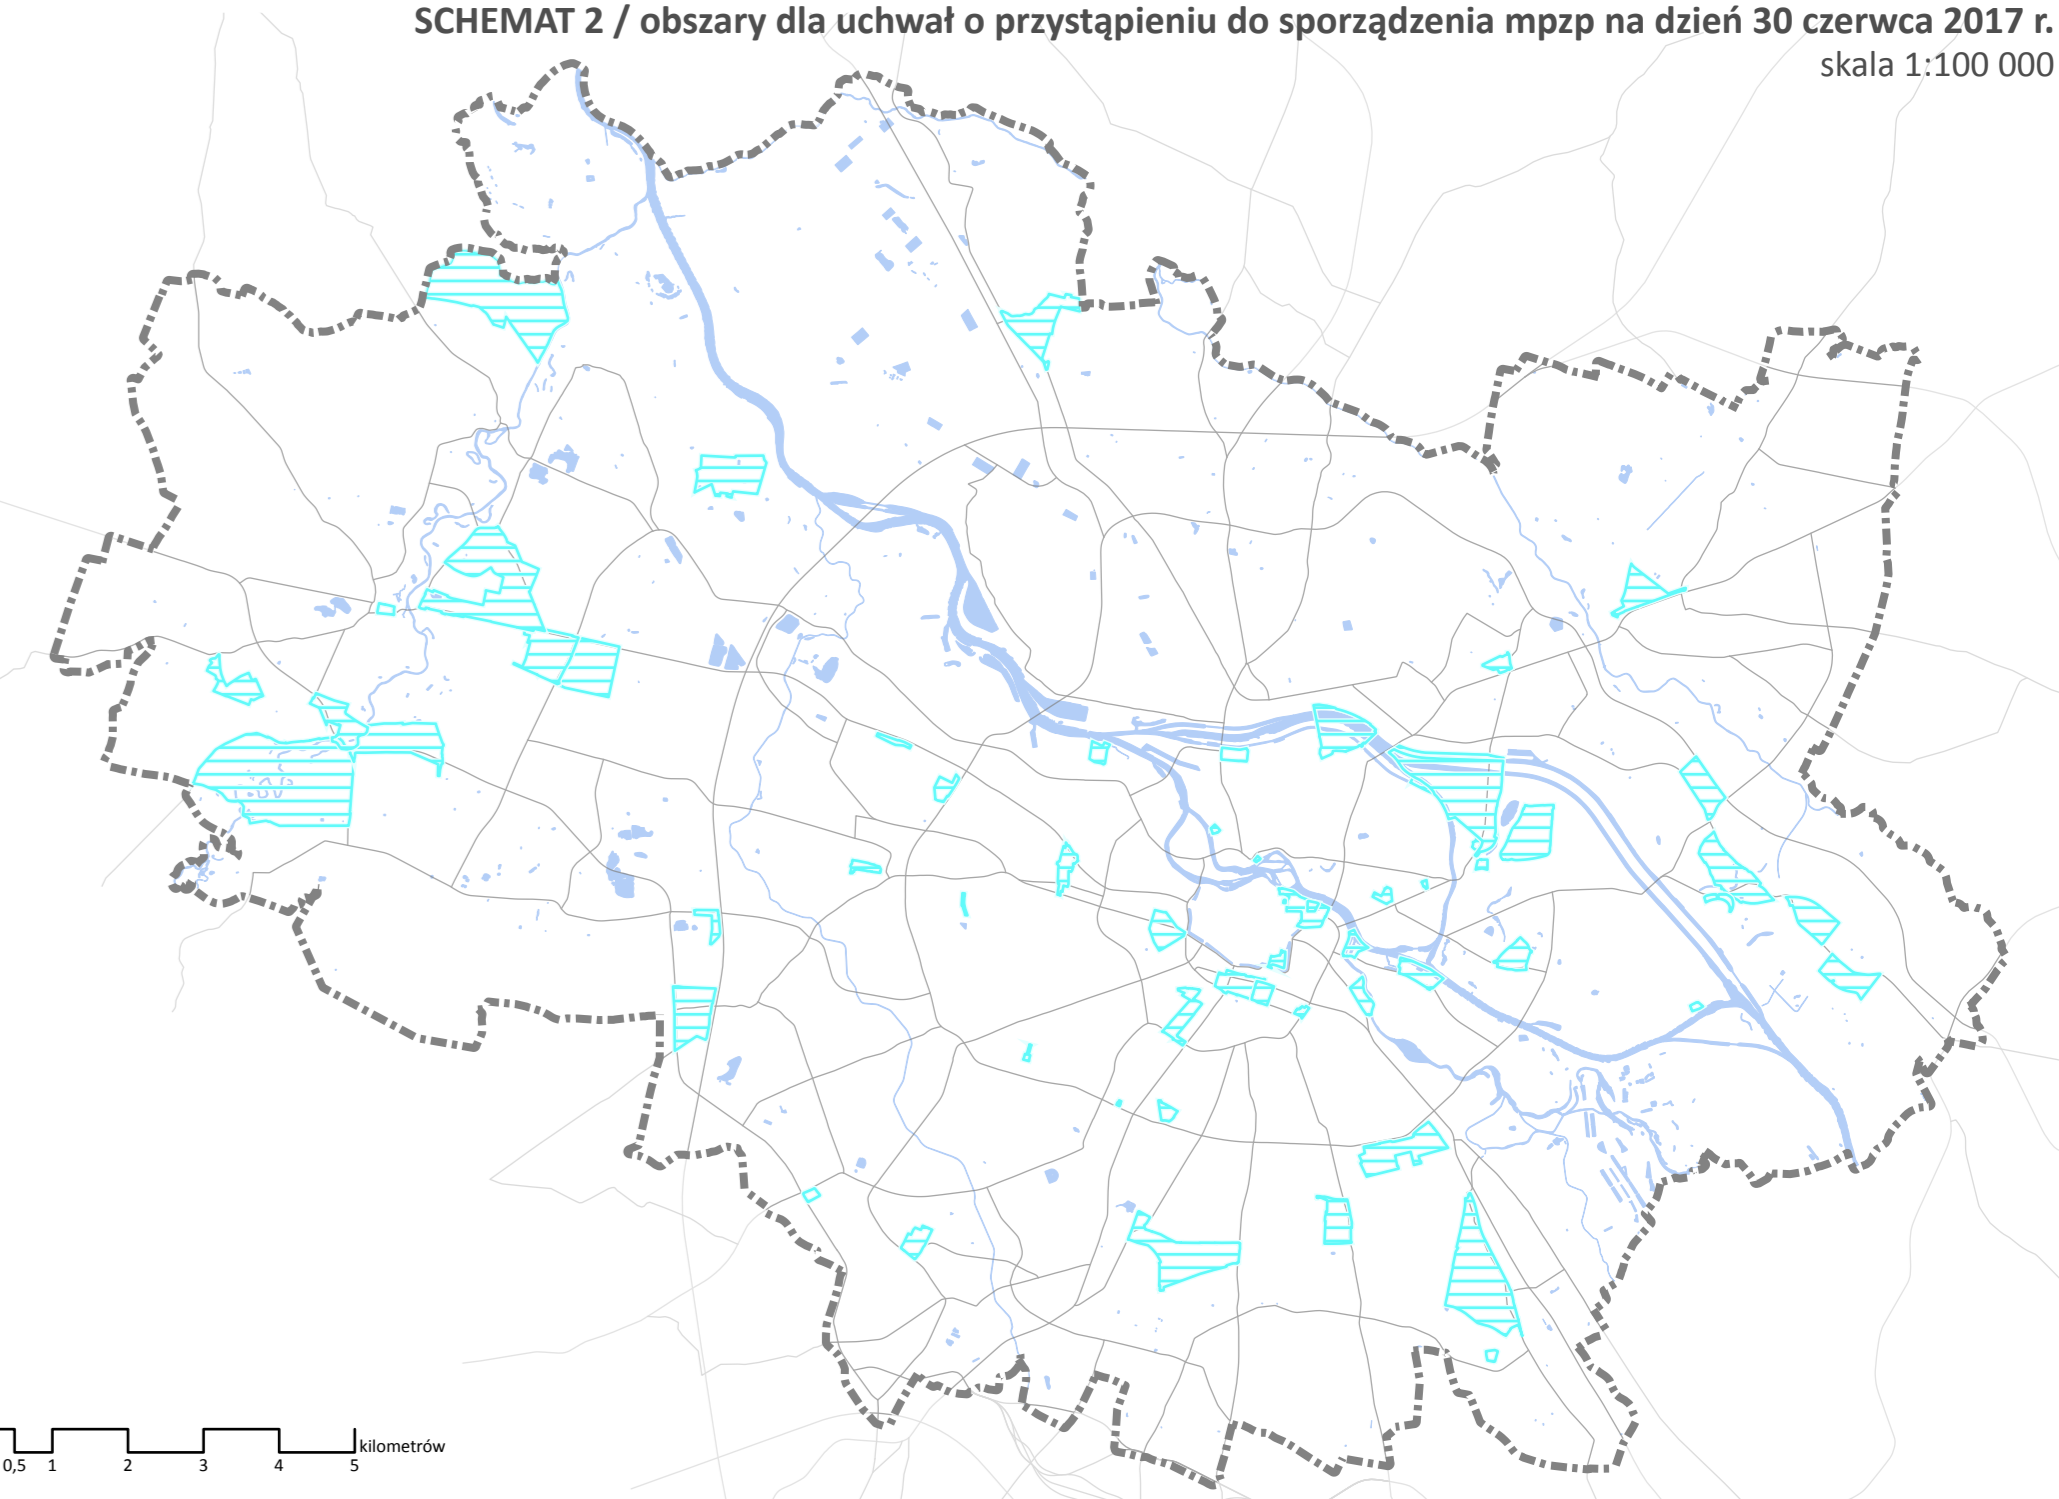 SCHEMAT 2 / obszary dla uchwał o przystąpieniu do sporządzenia mpzp na dzień 30 czerwca 2017 r.
skala 1:100 000
kilometrów
0,5 1 2 3 4 5